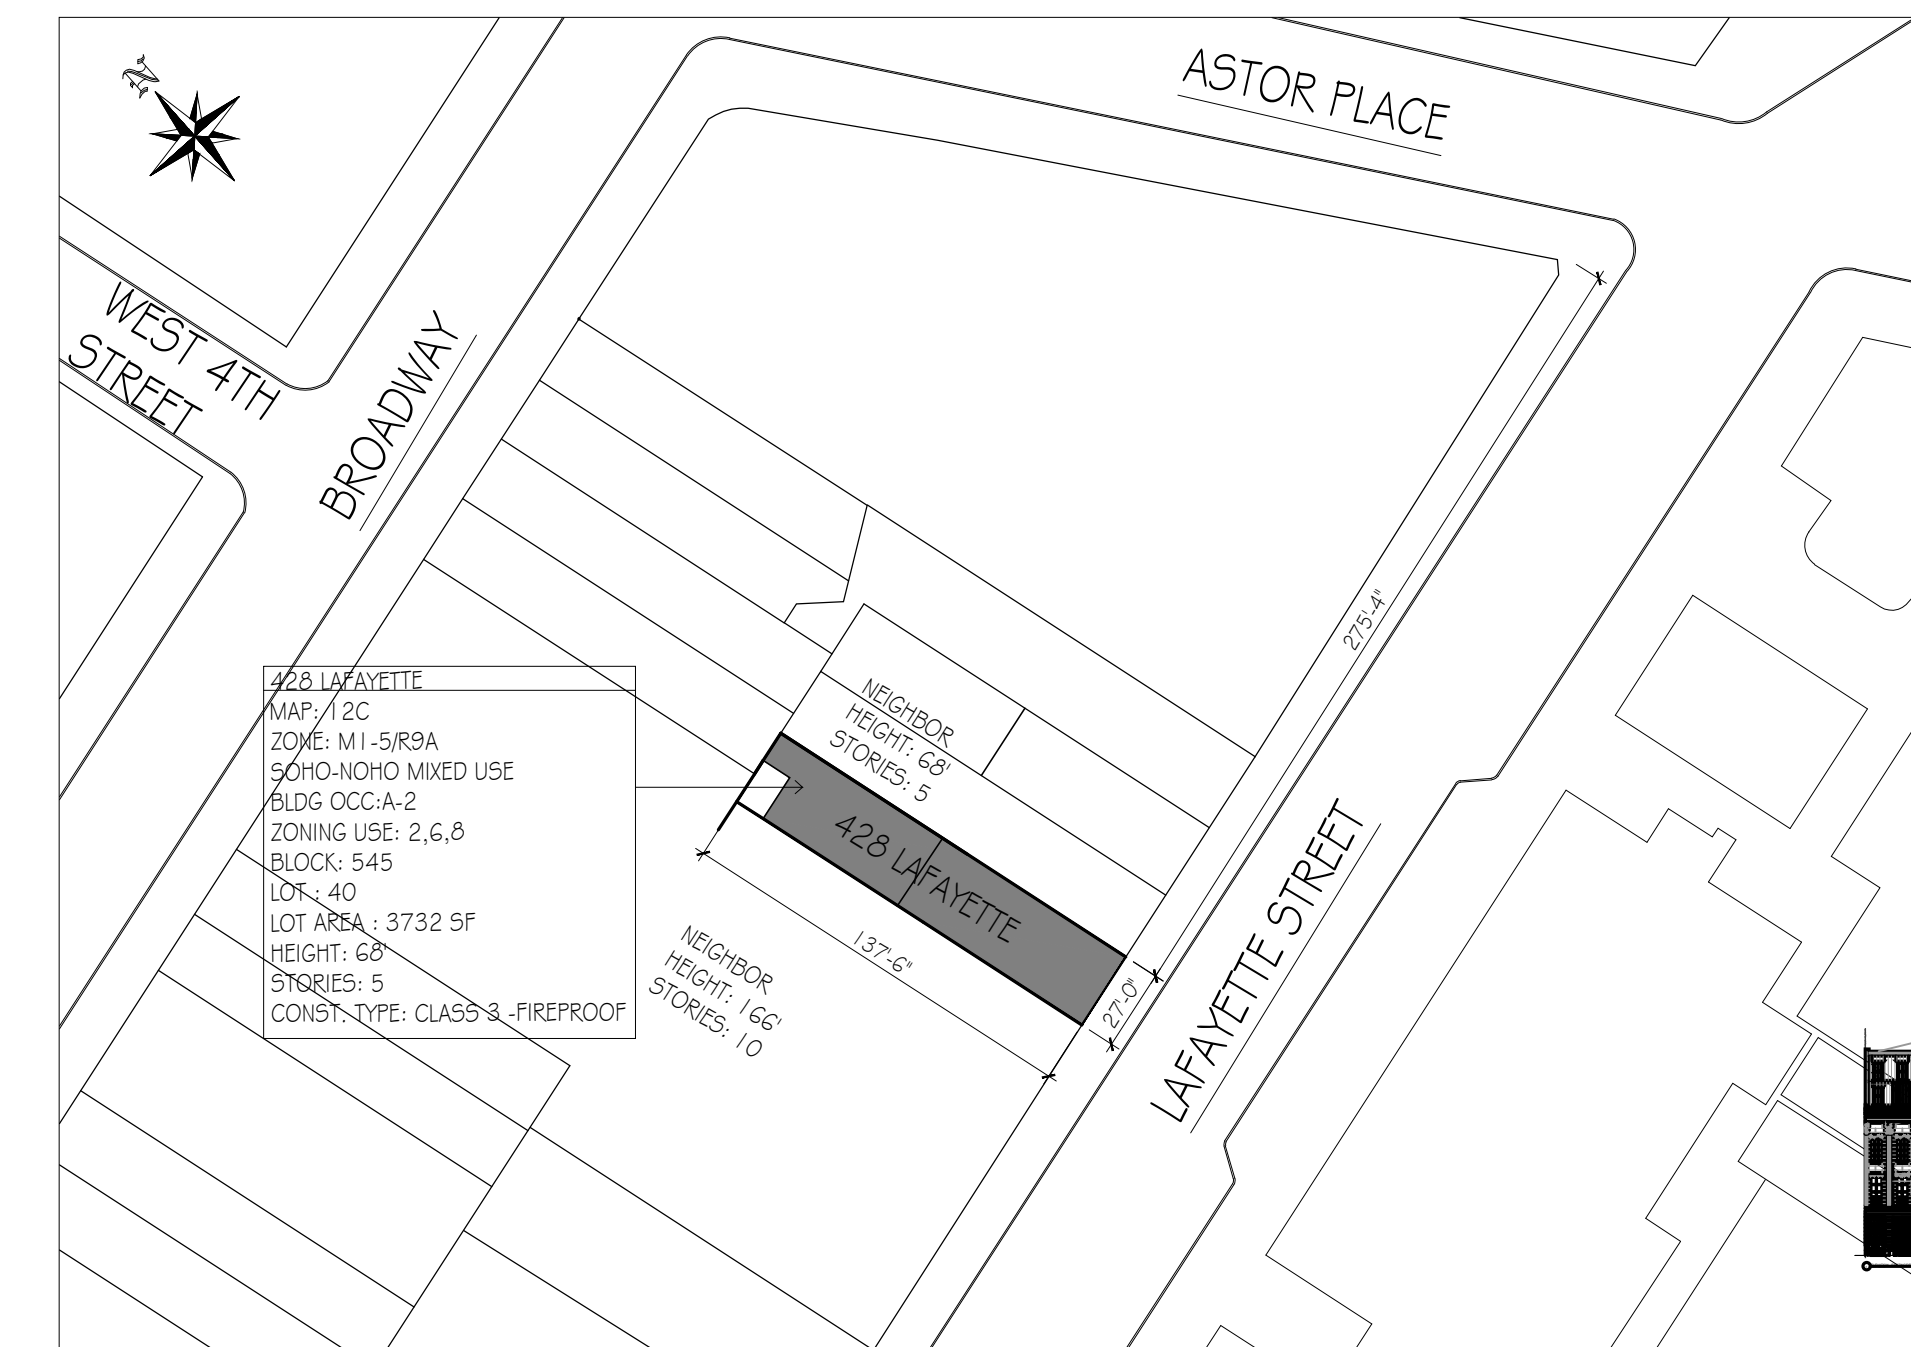 N
ASTOR PLACE
WEST 4TH
STREET
BROADWAY
275'-4"
428 LAFAYETTE
MAP: 12C
ZONE: M1-5/R9A
SOHO-NOHO MIXED USE
BLDG OCC:A-2
ZONING USE: 2,6,8
BLOCK: 545
LOT : 40
LOT AREA : 3732 SF
HEIGHT: 68'
STORIES: 5
CONST. TYPE: CLASS 3 -FIREPROOF
NEIGHBOR
HEIGHT: 68'
STORIES: 5
428 LAFAYETTE
137'-6"
27'-0"
LAFAYETTE STREET
NEIGHBOR
HEIGHT: 166'
STORIES: 10